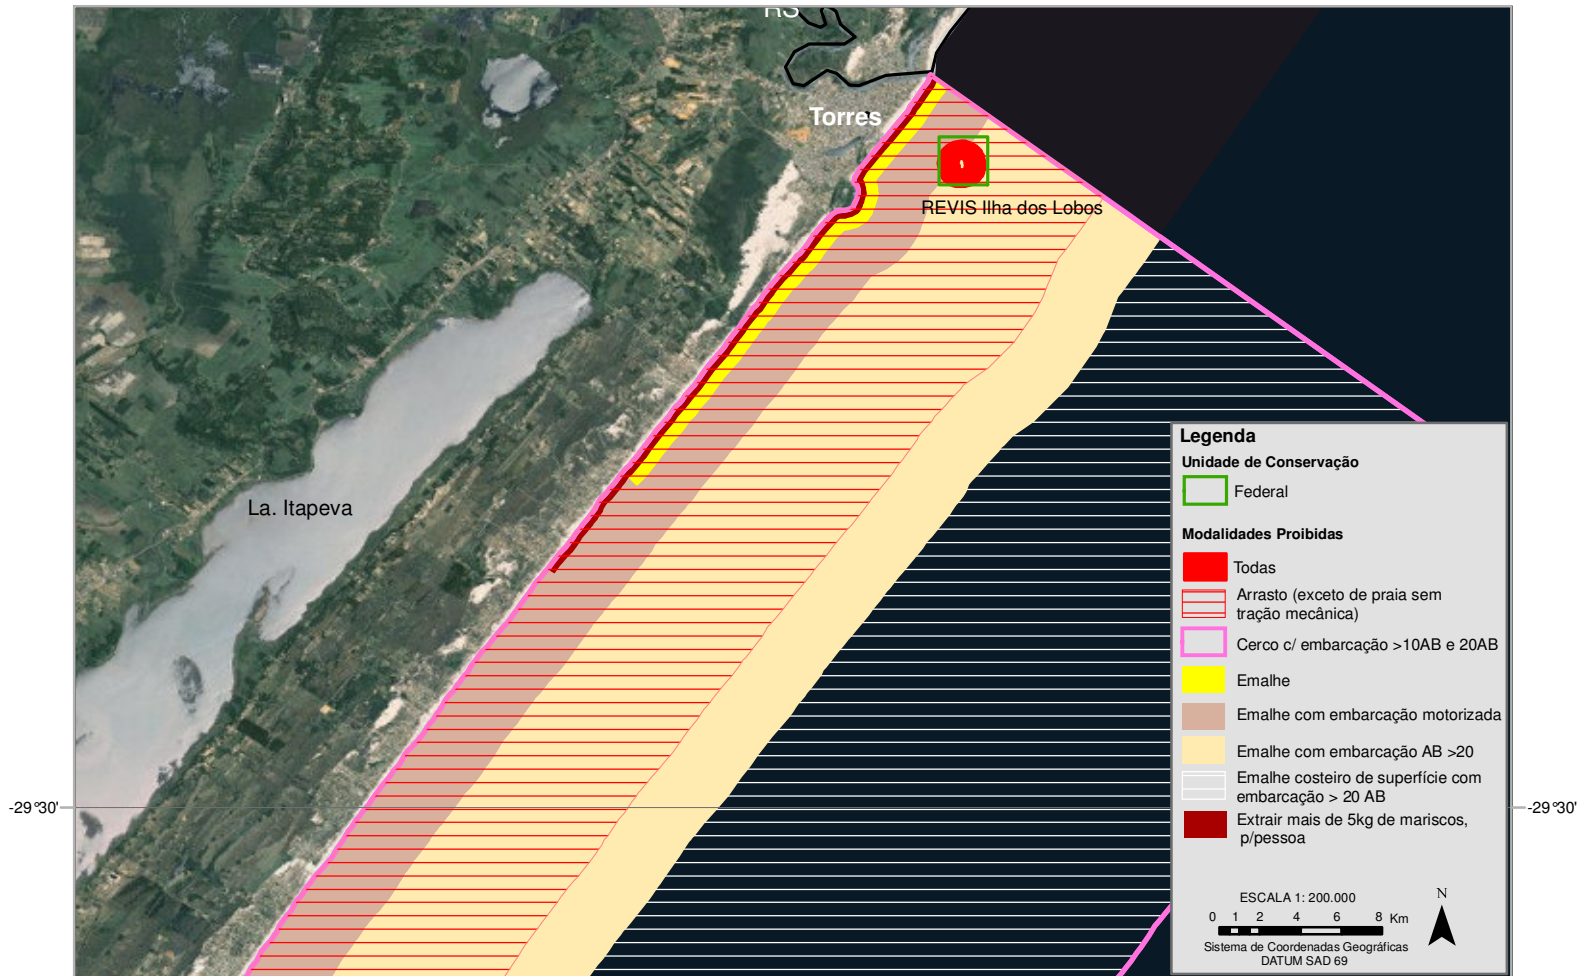 RS
Torres
REVIS Ilha dos Lobos
La. Itapeva
-29°30'
-29°30'
Legenda
Unidade de Conservação
Federal
Modalidades Proibidas
Todas
Arrasto (exceto de praia sem
tração mecânica)
Cerco c/ embarcação >10AB e 20AB
Emalhe
Emalhe com embarcação motorizada
Emalhe com embarcação AB >20
Emalhe costeiro de superfície com
embarcação > 20 AB
Extrair mais de 5kg de mariscos,
p/pessoa
ESCALA 1: 200.000
0 1 2 4 6 8 Km
N
Sistema de Coordenadas Geográficas
DATUM SAD 69